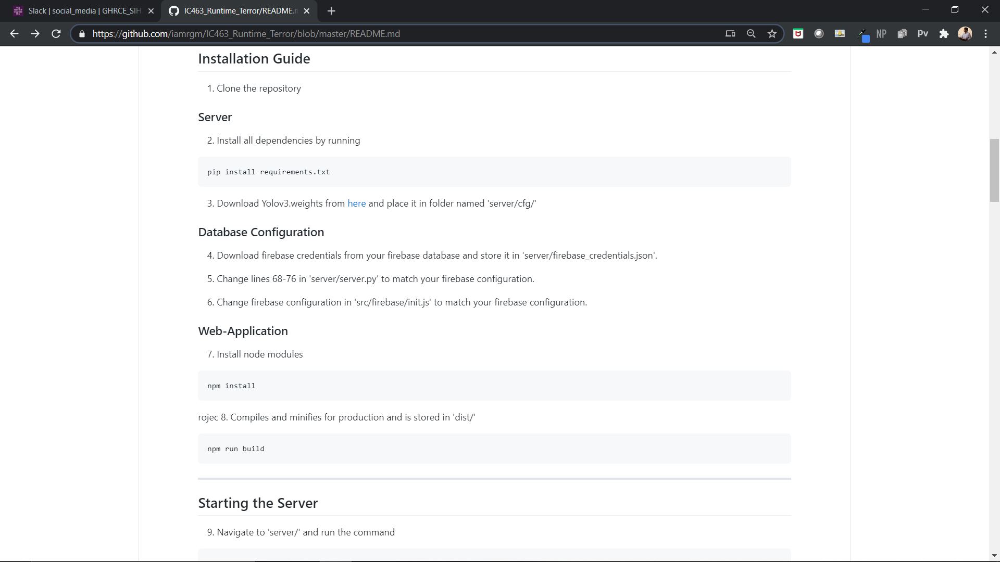 Slack | social_media | GHRCE_SIH
IC463_Runtime_Terror/README.m
https://github.com/iamrgm/IC463_Runtime_Terror/blob/master/README.md
NP
Pv
Installation Guide
1. Clone the repository
Server
2. Install all dependencies by running
pip install requirements.txt
3. Download Yolov3.weights from here and place it in folder named 'server/cfg/'
Database Configuration
4. Download firebase credentials from your firebase database and store it in 'server/firebase_credentials.json'.
5. Change lines 68-76 in 'server/server.py' to match your firebase configuration.
6. Change firebase configuration in 'src/firebase/init.js' to match your firebase configuration.
Web-Application
7. Install node modules
npm install
rojec 8. Compiles and minifies for production and is stored in 'dist/'
npm run build
Starting the Server
9. Navigate to 'server/' and run the command